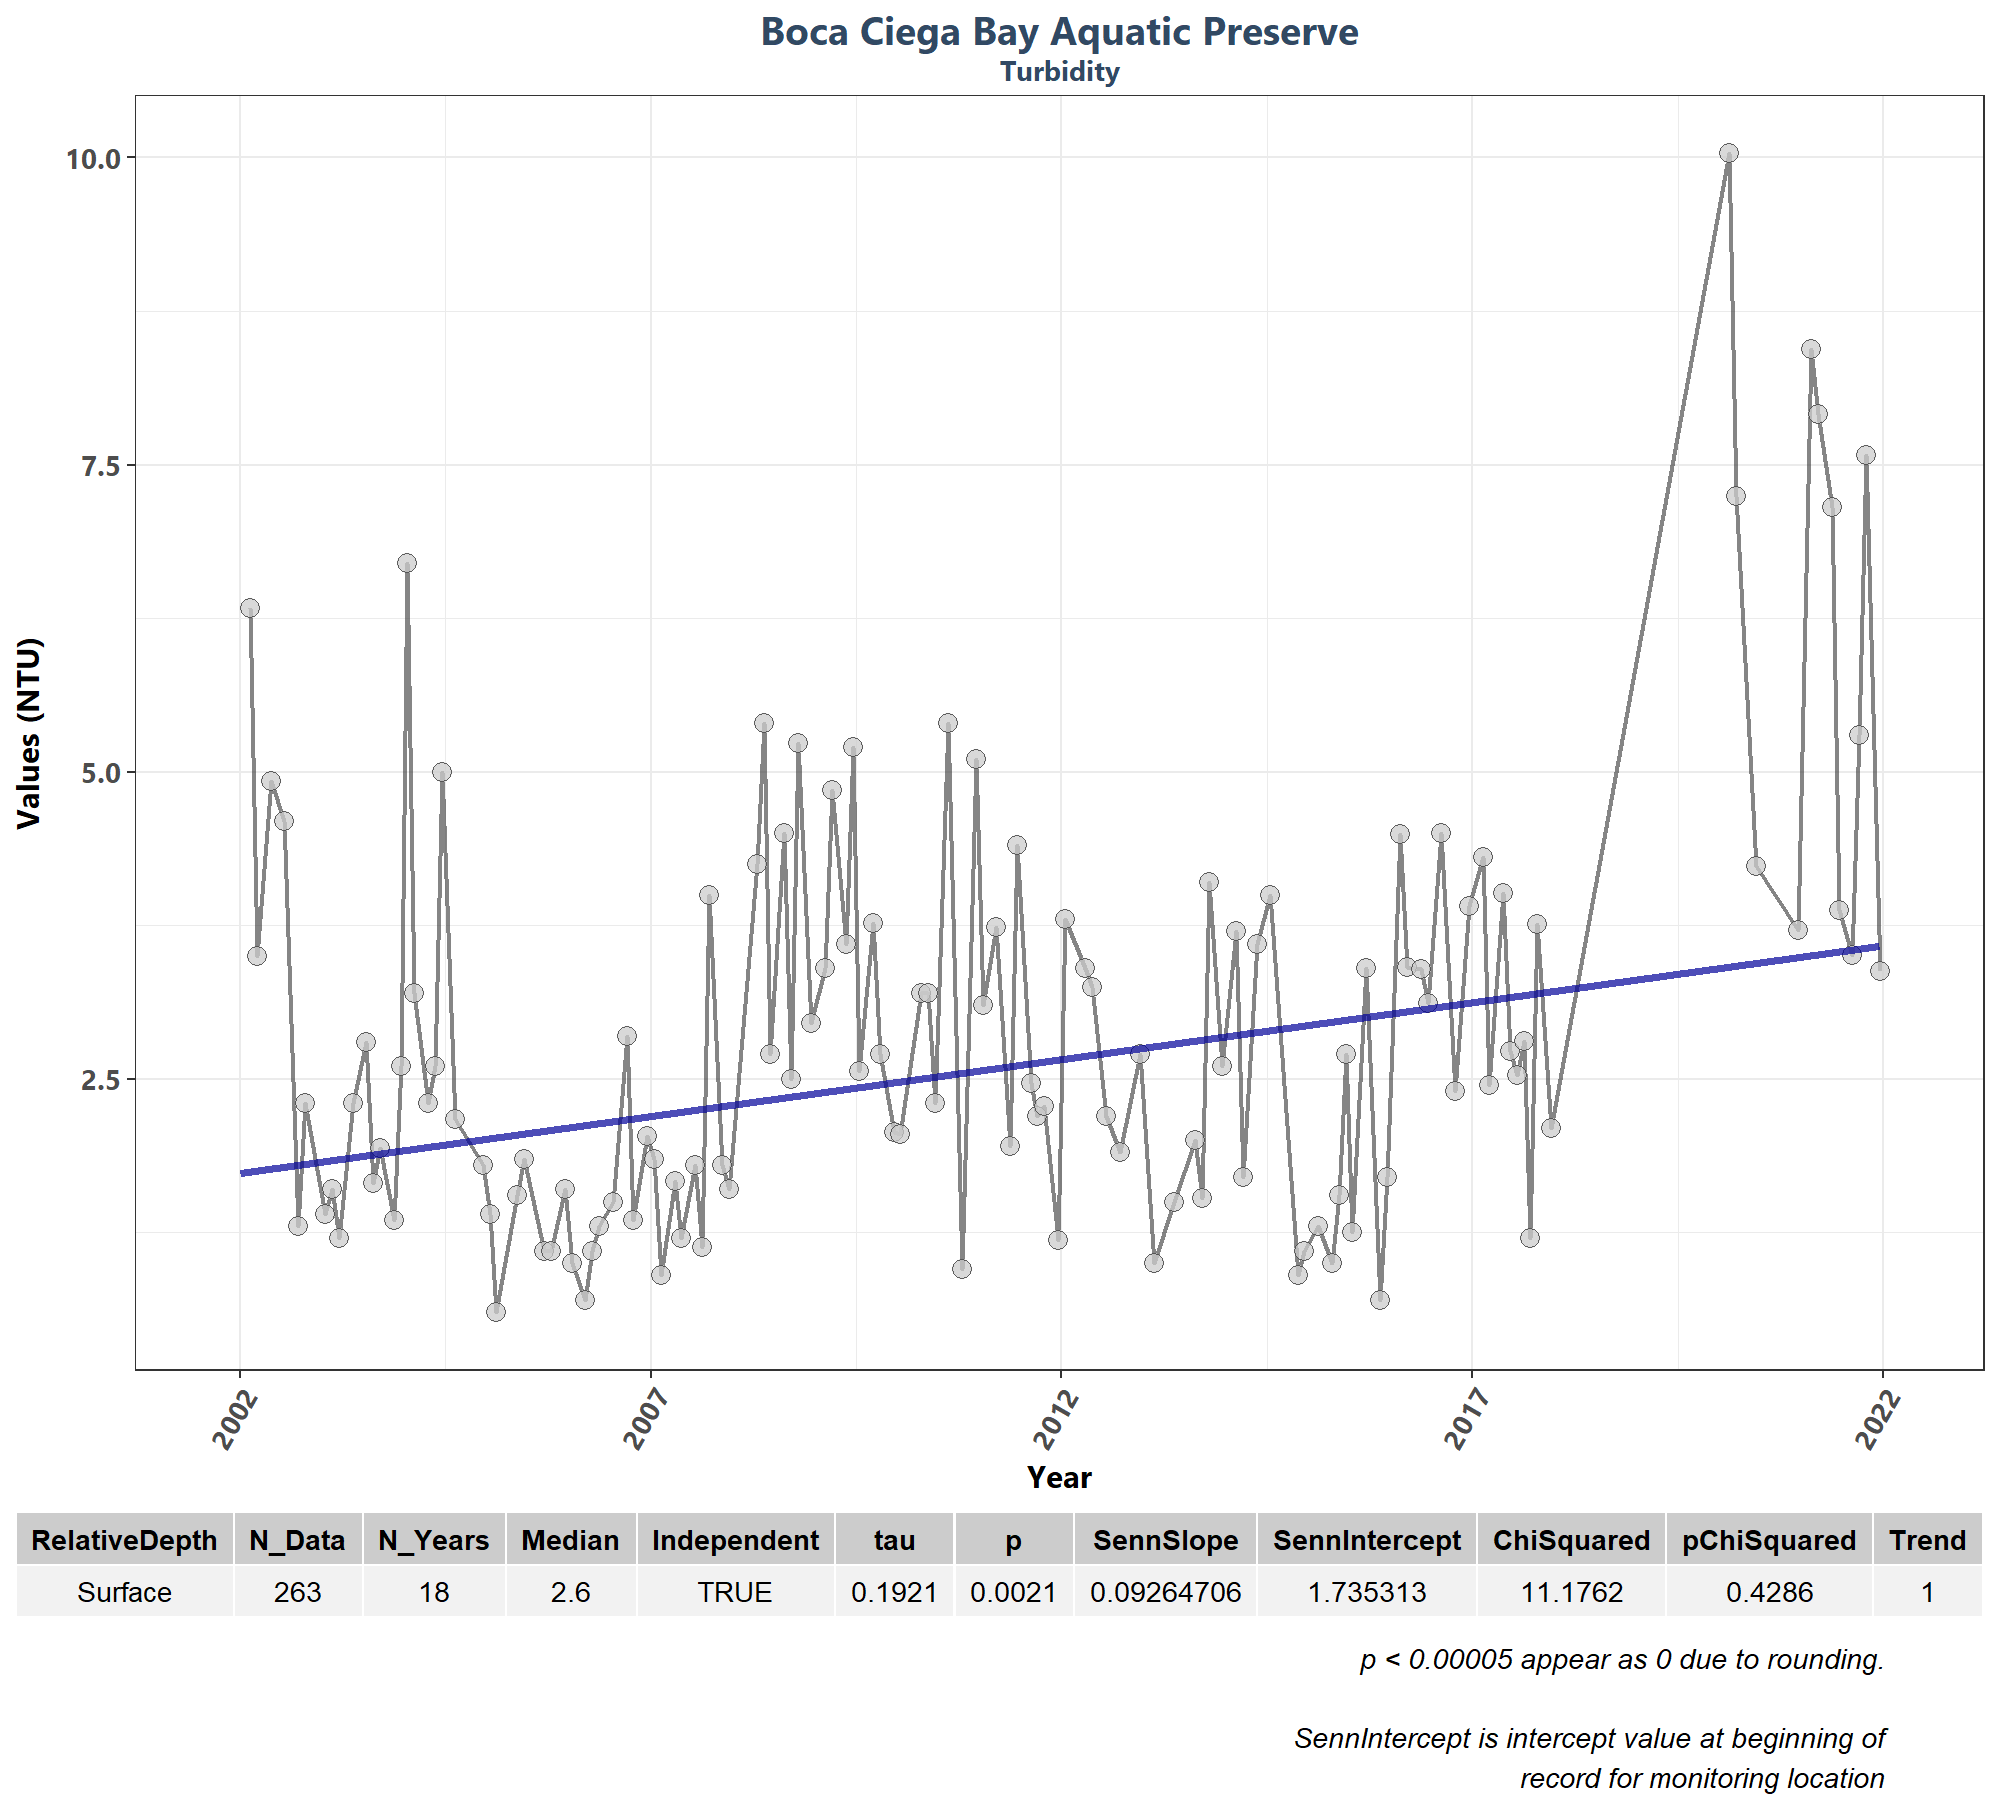 Boca Ciega Bay Aquatic Preserve
Turbidity
10.0
7.5
5.0
2.5
Values (NTU)
2002 2007 2012 2017 2022
Year
RelativeDepth N_Data N_Years Median Independent tau p SennSlope SennIntercept ChiSquared pChiSquared Trend
Surface 263 18 2.6 TRUE 0.1921 0.0021 0.09264706 1.735313 11.1762 0.4286 1
p < 0.00005 appear as 0 due to rounding.
SennIntercept is intercept value at beginning of
record for monitoring location